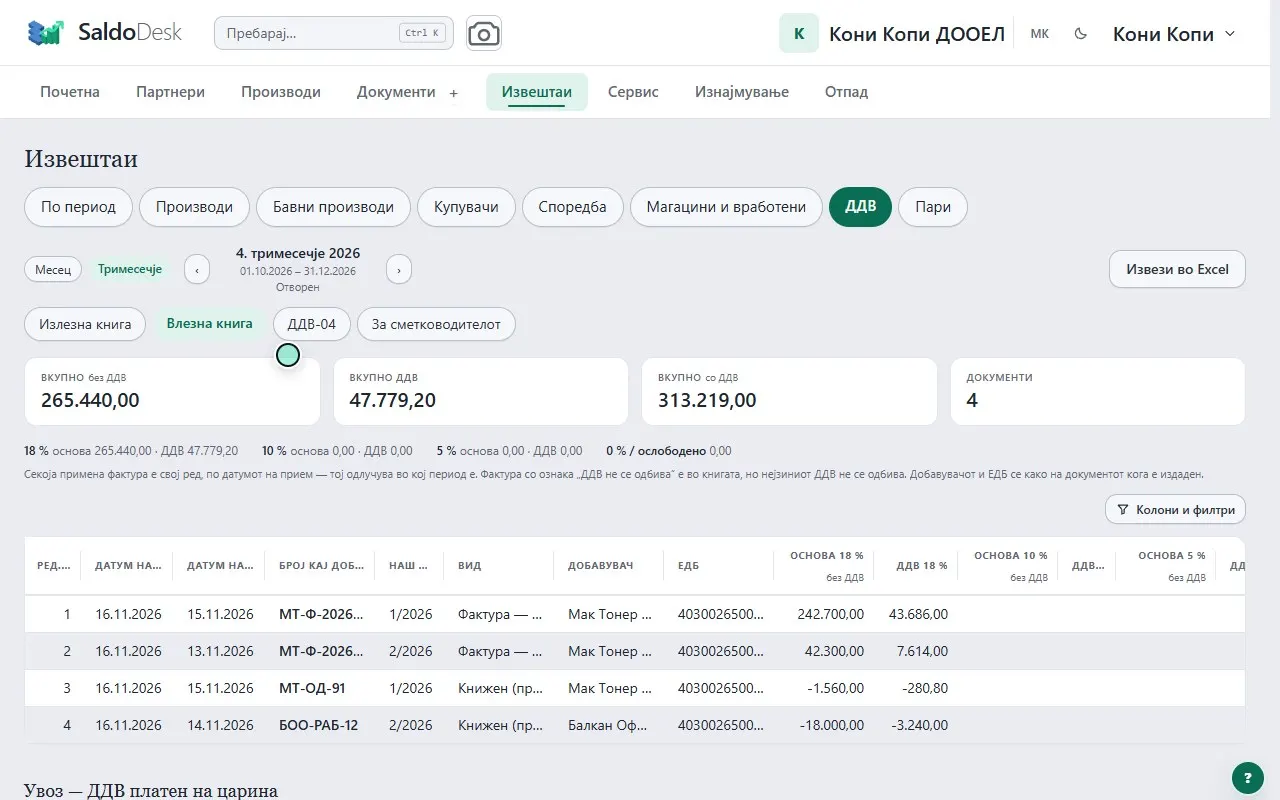 SaldoDesk
Пребарај...
Ctrl K
К
Кони Копи ДООЕЛ
МК
Кони Копи
Почетна
Партнери
Производи
Документи +
Извештаи
Сервис
Изнајмување
Отпад
Извештаи
По период
Производи
Бавни производи
Купувачи
Споредба
Магацини и вработени
ДДВ
Пари
Месец
Тримесечје
‹
4. тримесечје 2026
01.10.2026 – 31.12.2026
Отворен
›
Извези во Excel
Излезна книга
Влезна книга
ДДВ-04
За сметководителот
ВКУПНО без ДДВ
265.440,00
ВКУПНО ДДВ
47.779,20
ВКУПНО со ДДВ
313.219,00
ДОКУМЕНТИ
4
18 % основа 265.440,00 · ДДВ 47.779,20
10 % основа 0,00 · ДДВ 0,00
5 % основа 0,00 · ДДВ 0,00
0 % / ослободено 0,00
Секоја примена фактура е свој ред, по датумот на прием — тој одлучува во кој период е. Фактура со ознака „ДДВ не се одбива“ е во книгата, но нејзиниот ДДВ не се одбива. Добавувачот и ЕДБ се како на документот кога е издаден.
Колони и филтри
РЕД.... ДАТУМ НА... ДАТУМ НА... БРОЈ КАЈ ДОБ... НАШ ... ВИД ДОБАВУВАЧ ЕДБ ОСНОВА 18 % без ДДВ ДДВ 18 % ОСНОВА 10 % без ДДВ ДДВ... ОСНОВА 5 % без ДДВ ДД
1 16.11.2026 15.11.2026 МТ-Ф-2026... 1/2026 Фактура — ... Мак Тонер ... 4030026500... 242.700,00 43.686,00
2 16.11.2026 13.11.2026 МТ-Ф-2026... 2/2026 Фактура — ... Мак Тонер ... 4030026500... 42.300,00 7.614,00
3 16.11.2026 15.11.2026 МТ-ОД-91 1/2026 Книжен (пр... Мак Тонер ... 4030026500... -1.560,00 -280,80
4 16.11.2026 14.11.2026 БОО-РАБ-12 2/2026 Книжен (пр... Балкан Оф... 4030026500... -18.000,00 -3.240,00
Увоз — ДДВ платен на царина
?